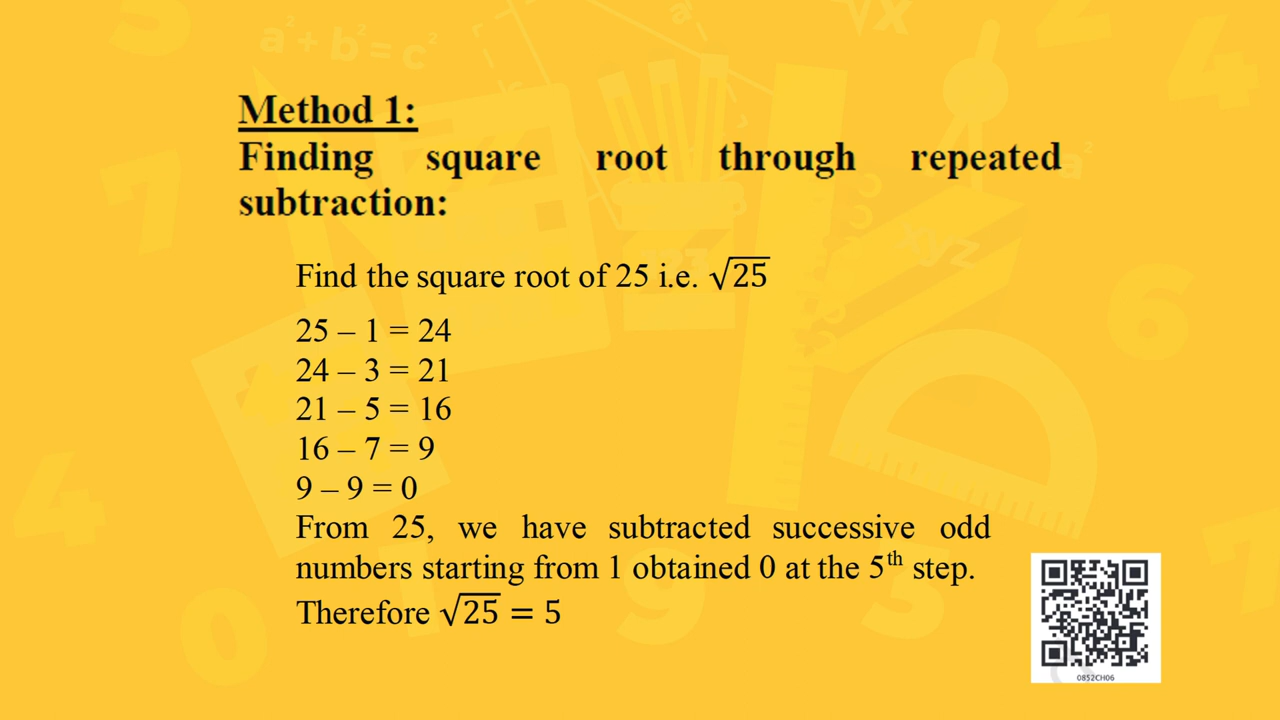 Method 1:
Finding square root through repeated
subtraction:
Find the square root of 25 i.e. √25
25 – 1 = 24
24 – 3 = 21
21 – 5 = 16
16 – 7 = 9
9 – 9 = 0
From 25, we have subtracted successive odd
numbers starting from 1 obtained 0 at the 5th step.
Therefore √25 = 5
0852CH06